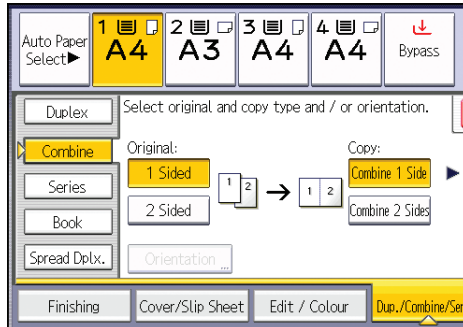 Auto Paper
Select▶
1
A4
2
A3
3
A4
4
A4
Bypass
Duplex
Combine
Series
Book
Spread Dplx.
Select original and copy type and / or orientation.
Original:
1 Sided
2 Sided
1 2 → 1 2
Copy:
Combine 1 Side
Combine 2 Sides
Orientation ...
Finishing
Cover/Slip Sheet
Edit / Colour
Dup./Combine/Ser